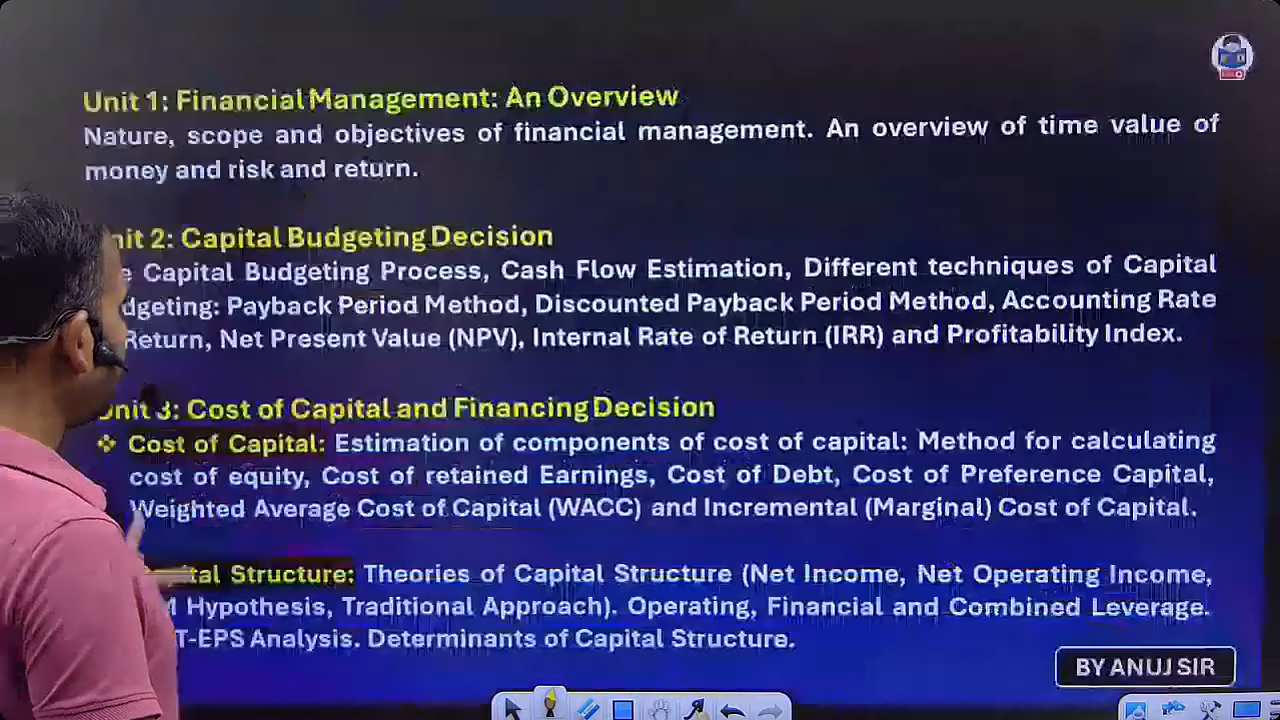 Unit 1: Financial Management: An Overview
Nature, scope and objectives of financial management. An overview of time value of
money and risk and return.
nit 2: Capital Budgeting Decision
e Capital Budgeting Process, Cash Flow Estimation, Different techniques of Capital
dgeting: Payback Period Method, Discounted Payback Period Method, Accounting Rate
Return, Net Present Value (NPV), Internal Rate of Return (IRR) and Profitability Index.
Unit 3: Cost of Capital and Financing Decision
❖ Cost of Capital: Estimation of components of cost of capital: Method for calculating
cost of equity, Cost of retained Earnings, Cost of Debt, Cost of Preference Capital,
Weighted Average Cost of Capital (WACC) and Incremental (Marginal) Cost of Capital.
tal Structure: Theories of Capital Structure (Net Income, Net Operating Income,
Hypothesis, Traditional Approach). Operating, Financial and Combined Leverage.
T-EPS Analysis. Determinants of Capital Structure.
BY ANUJ SIR